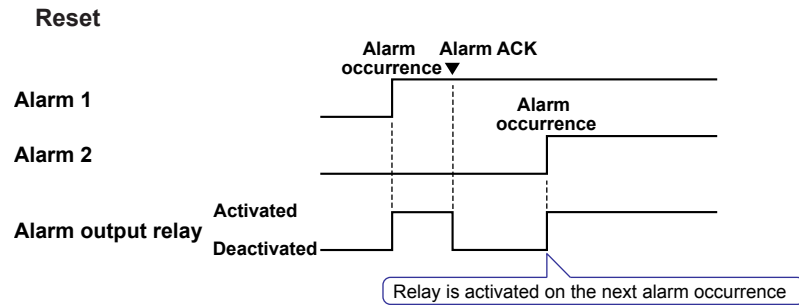 Reset
Alarm Alarm ACK
occurrence
Alarm 1
Alarm
occurrence
Alarm 2
Activated
Alarm output relay
Deactivated
Relay is activated on the next alarm occurrence